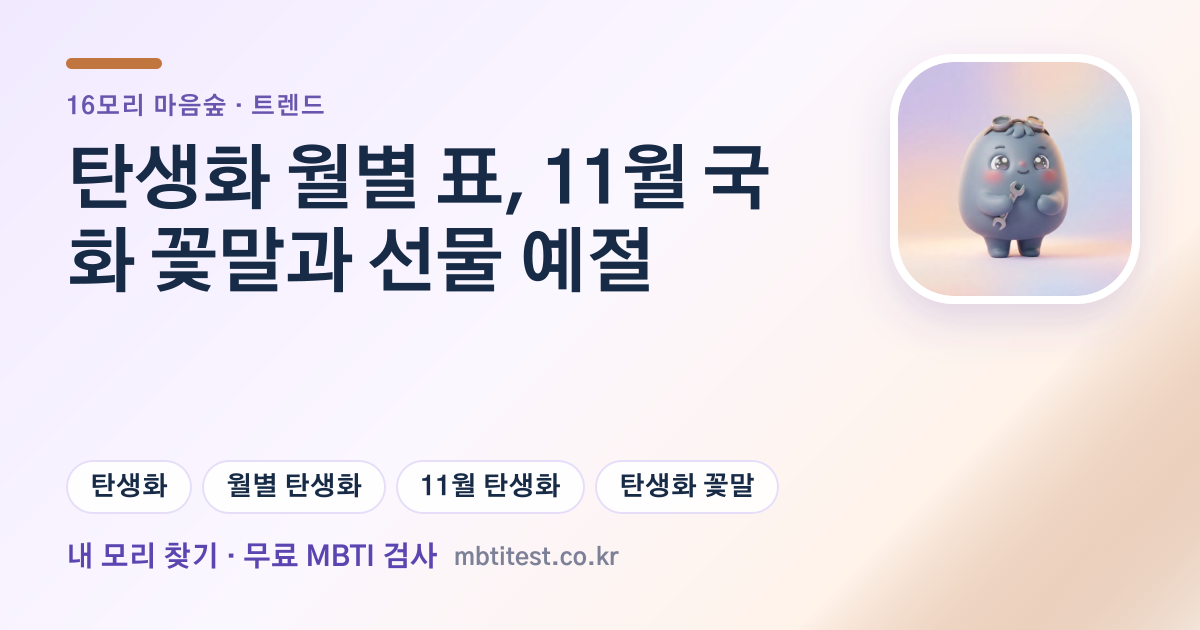 16모리 마음숲 · 트렌드
탄생화 월별 표, 11월 국
화 꽃말과 선물 예절
탄생화
월별 탄생화
11월 탄생화
탄생화 꽃말
내 모리 찾기 · 무료 MBTI 검사 mbtitest.co.kr